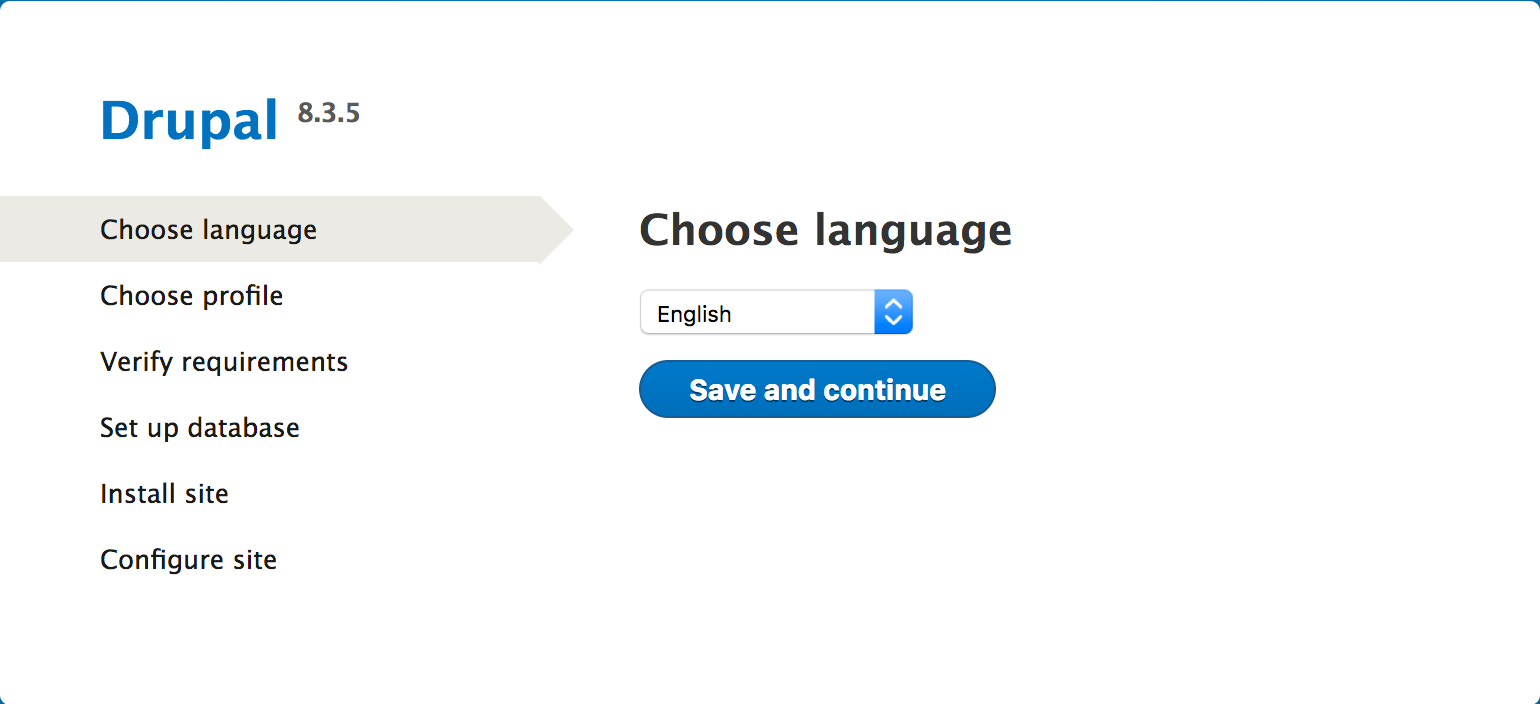 Drupal 8.3.5
Choose language
Choose profile
Verify requirements
Set up database
Install site
Configure site
Choose language
English
Save and continue